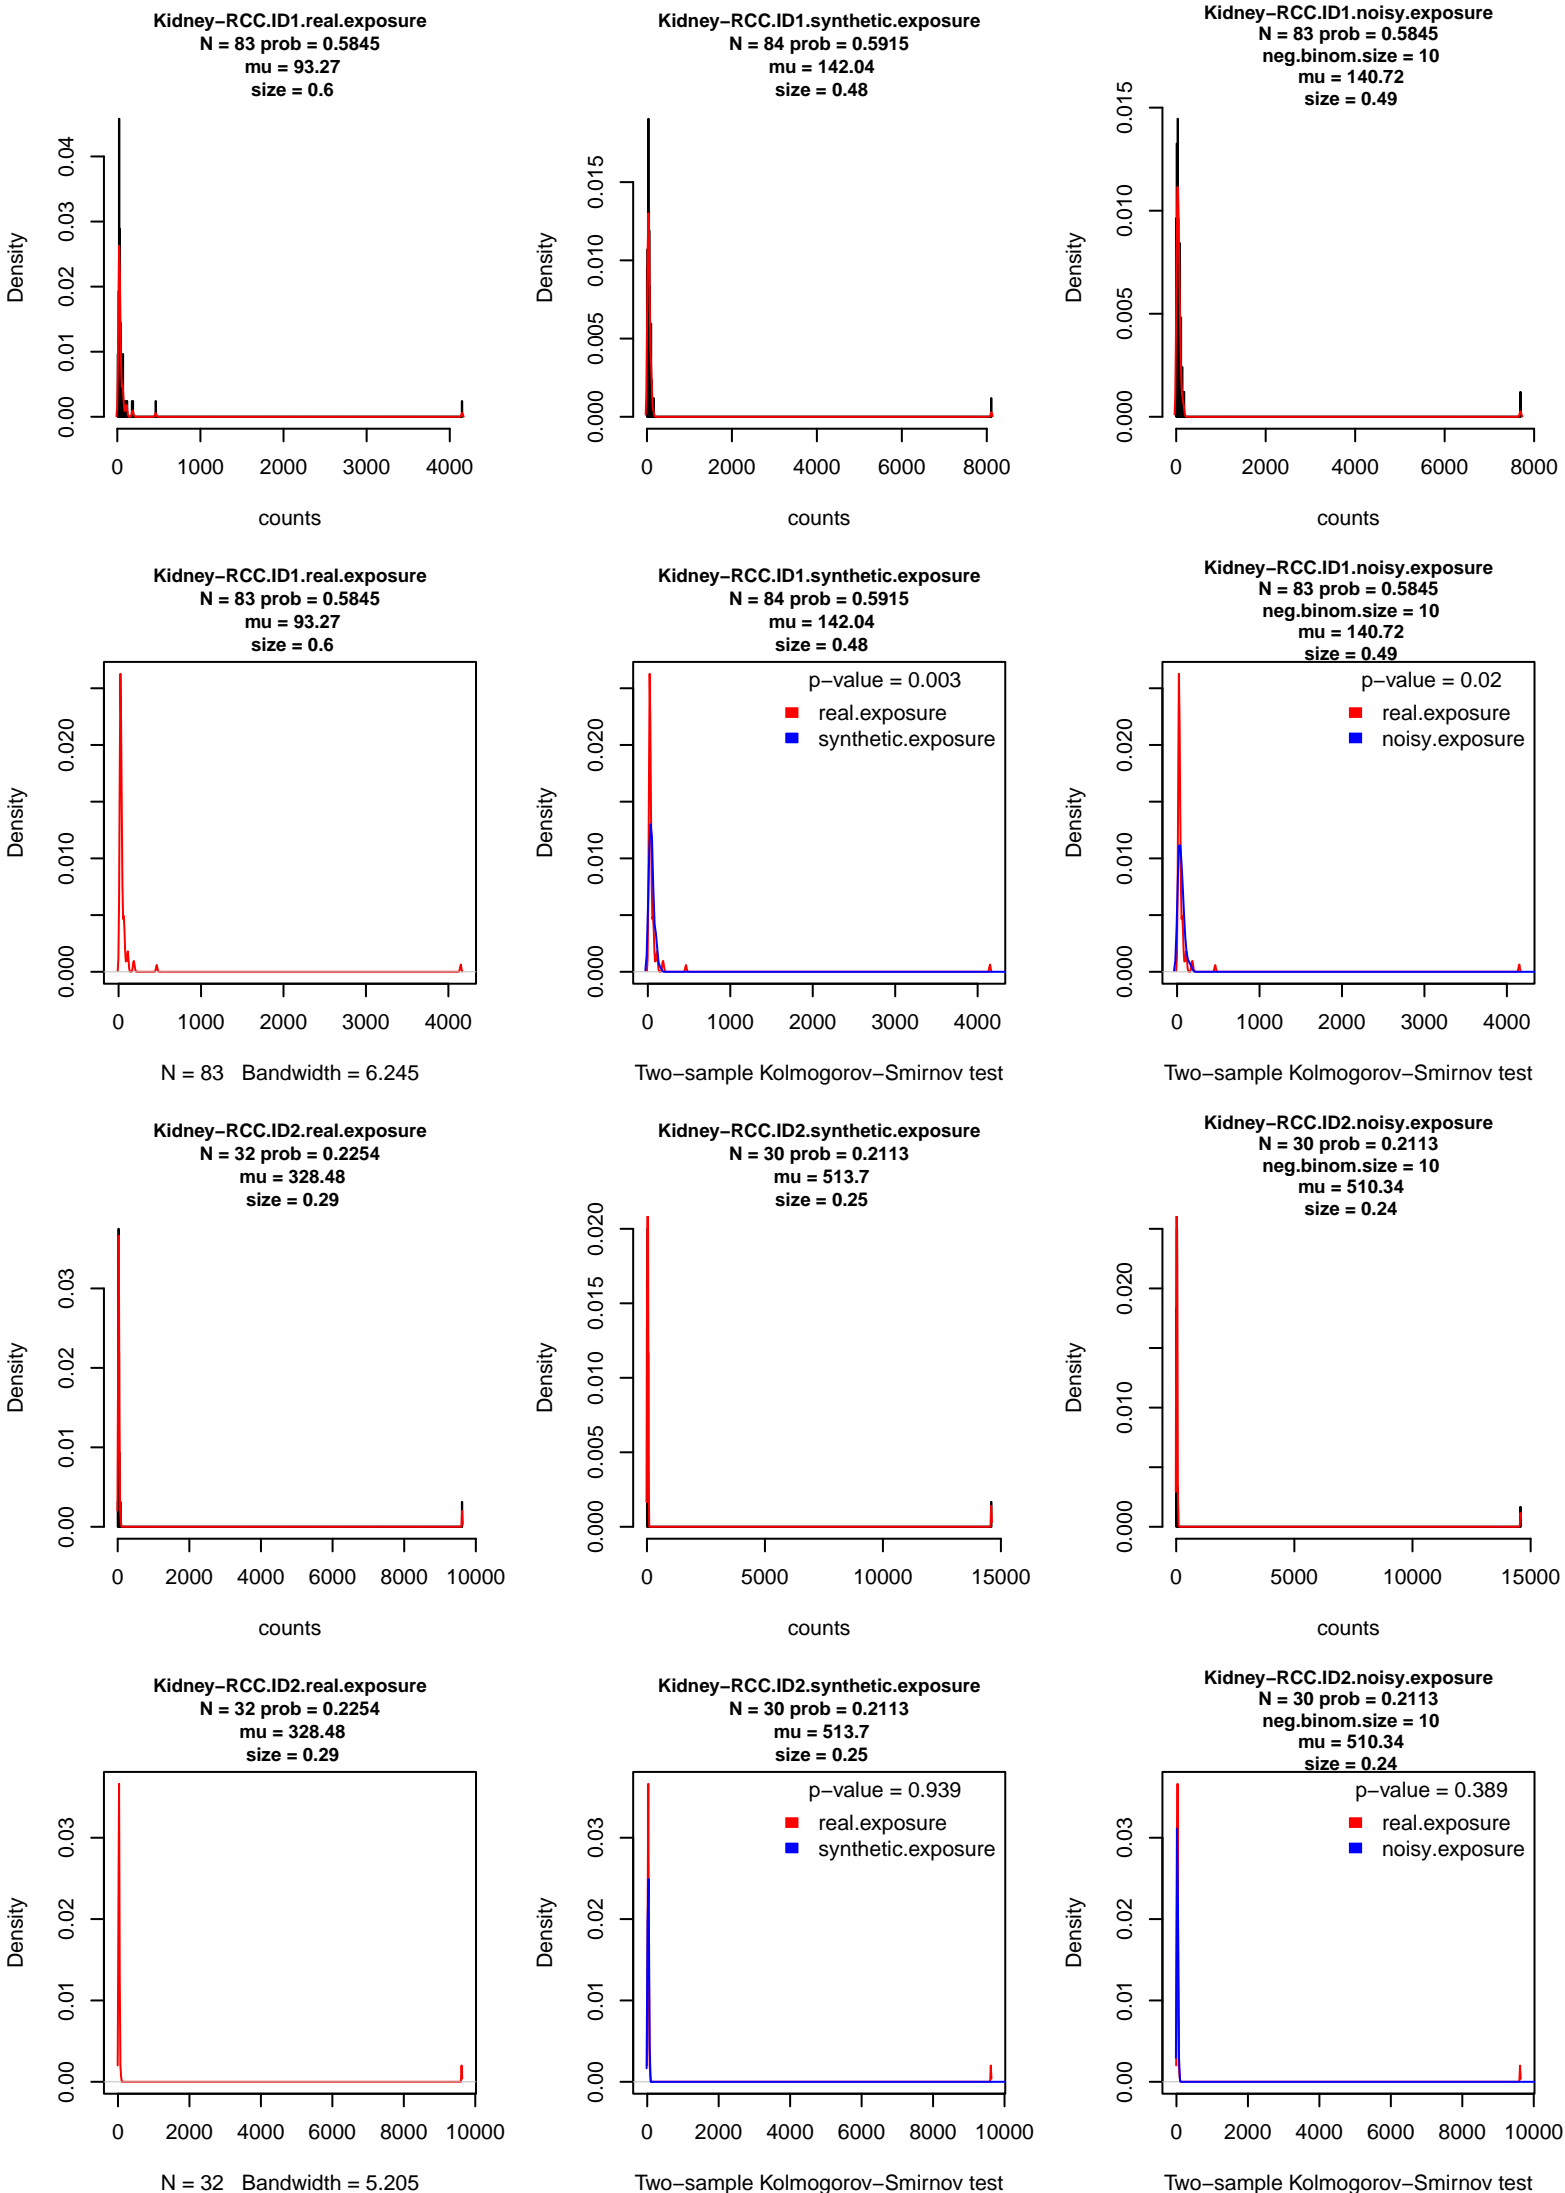 Kidney−RCC.ID1.real.exposure
N = 83 prob = 0.5845
mu = 93.27
size = 0.6
Density
0.00 0.01 0.02 0.03 0.04
0 1000 2000 3000 4000
counts
Kidney−RCC.ID1.synthetic.exposure
N = 84 prob = 0.5915
mu = 142.04
size = 0.48
Density
0.000 0.005 0.010 0.015
0 2000 4000 6000 8000
counts
Kidney−RCC.ID1.noisy.exposure
N = 83 prob = 0.5845
neg.binom.size = 10
mu = 140.72
size = 0.49
Density
0.000 0.005 0.010 0.015
0 2000 4000 6000 8000
counts
Kidney−RCC.ID1.real.exposure
N = 83 prob = 0.5845
mu = 93.27
size = 0.6
Density
0.000 0.010 0.020
0 1000 2000 3000 4000
N = 83 Bandwidth = 6.245
Kidney−RCC.ID1.synthetic.exposure
N = 84 prob = 0.5915
mu = 142.04
size = 0.48
p−value = 0.003
real.exposure
synthetic.exposure
Density
0.000 0.010 0.020
0 1000 2000 3000 4000
Two−sample Kolmogorov−Smirnov test
Kidney−RCC.ID1.noisy.exposure
N = 83 prob = 0.5845
neg.binom.size = 10
mu = 140.72
size = 0.49
p−value = 0.02
real.exposure
noisy.exposure
Density
0.000 0.010 0.020
0 1000 2000 3000 4000
Two−sample Kolmogorov−Smirnov test
Kidney−RCC.ID2.real.exposure
N = 32 prob = 0.2254
mu = 328.48
size = 0.29
Density
0.00 0.01 0.02 0.03
0 2000 4000 6000 8000 10000
counts
Kidney−RCC.ID2.synthetic.exposure
N = 30 prob = 0.2113
mu = 513.7
size = 0.25
Density
0.000 0.005 0.010 0.015 0.020
0 5000 10000 15000
counts
Kidney−RCC.ID2.noisy.exposure
N = 30 prob = 0.2113
neg.binom.size = 10
mu = 510.34
size = 0.24
Density
0.000 0.010 0.020
0 5000 10000 15000
counts
Kidney−RCC.ID2.real.exposure
N = 32 prob = 0.2254
mu = 328.48
size = 0.29
Density
0.00 0.01 0.02 0.03
0 2000 4000 6000 8000 10000
N = 32 Bandwidth = 5.205
Kidney−RCC.ID2.synthetic.exposure
N = 30 prob = 0.2113
mu = 513.7
size = 0.25
p−value = 0.939
real.exposure
synthetic.exposure
Density
0.00 0.01 0.02 0.03
0 2000 4000 6000 8000 10000
Two−sample Kolmogorov−Smirnov test
Kidney−RCC.ID2.noisy.exposure
N = 30 prob = 0.2113
neg.binom.size = 10
mu = 510.34
size = 0.24
p−value = 0.389
real.exposure
noisy.exposure
Density
0.00 0.01 0.02 0.03
0 2000 4000 6000 8000 10000
Two−sample Kolmogorov−Smirnov test